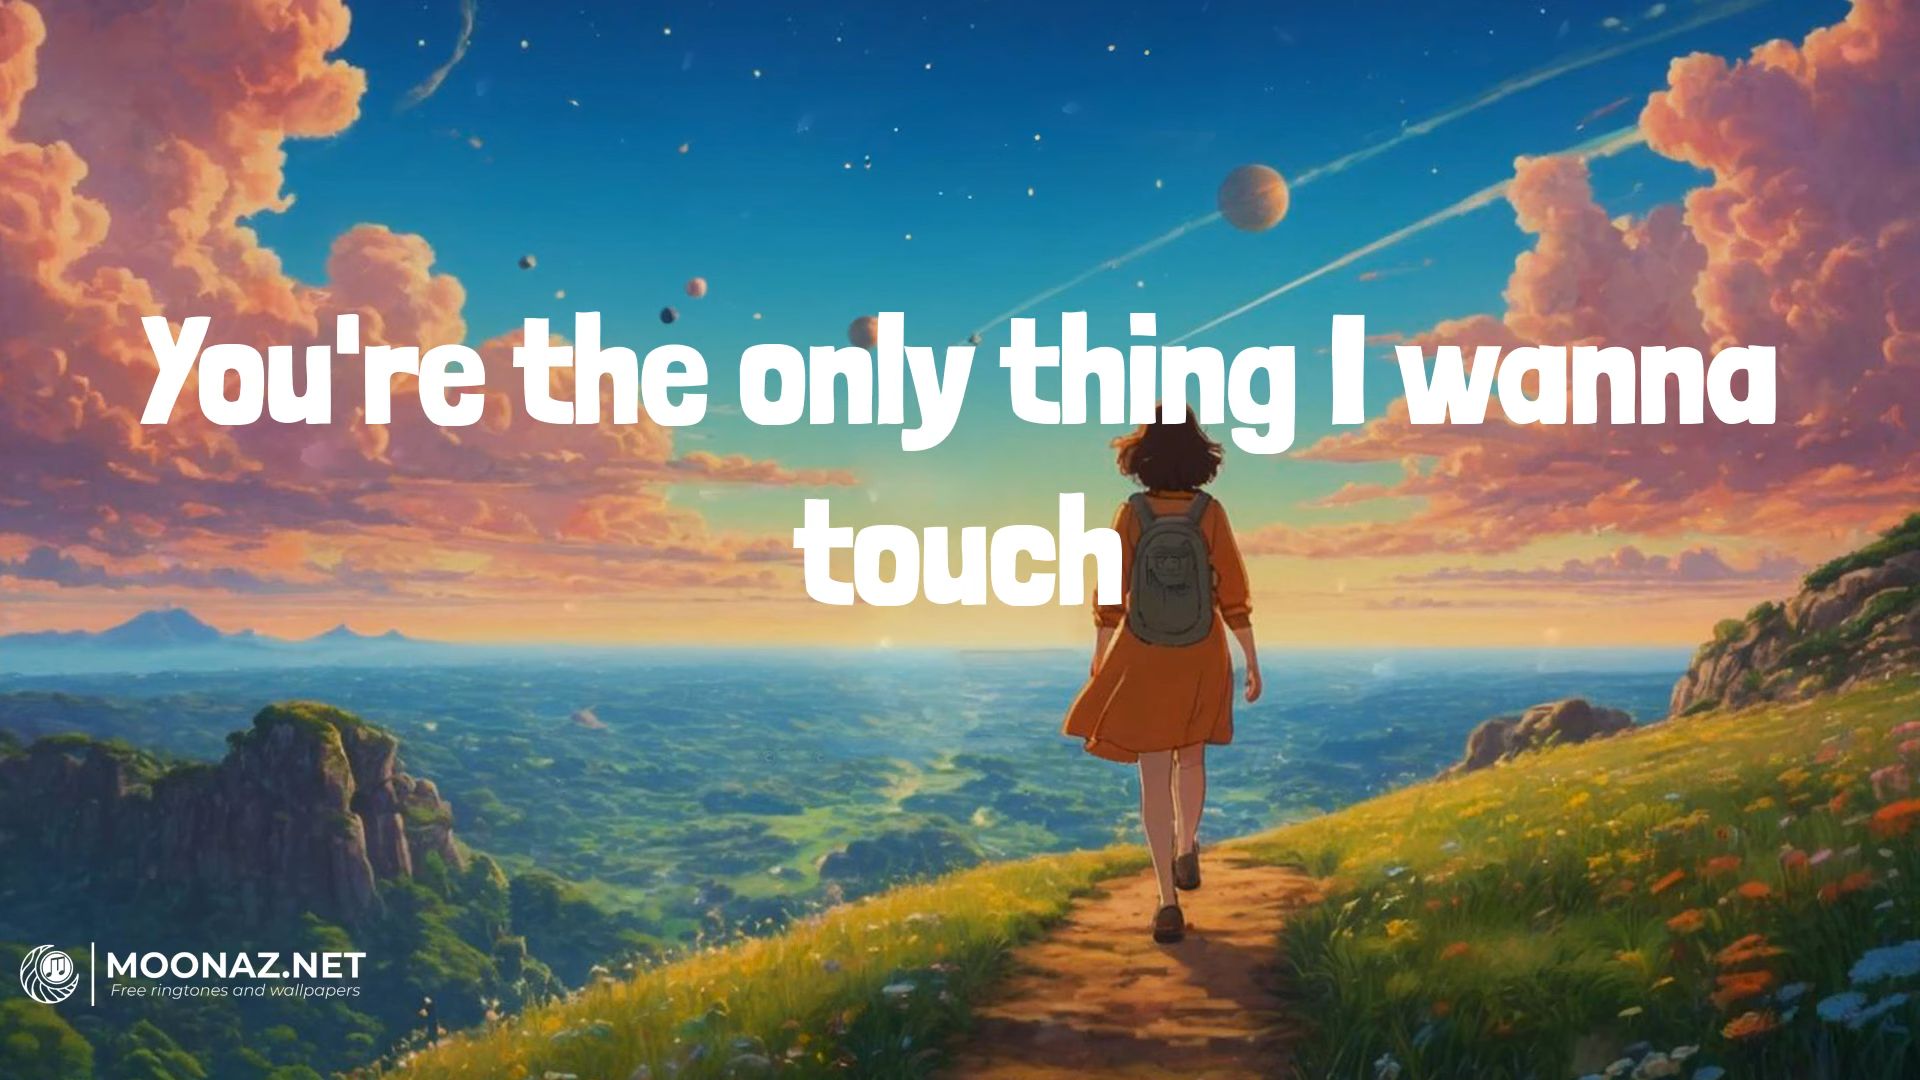 You're the only thing I wanna
touch
MOONAZ.NET
Free ringtones and wallpapers